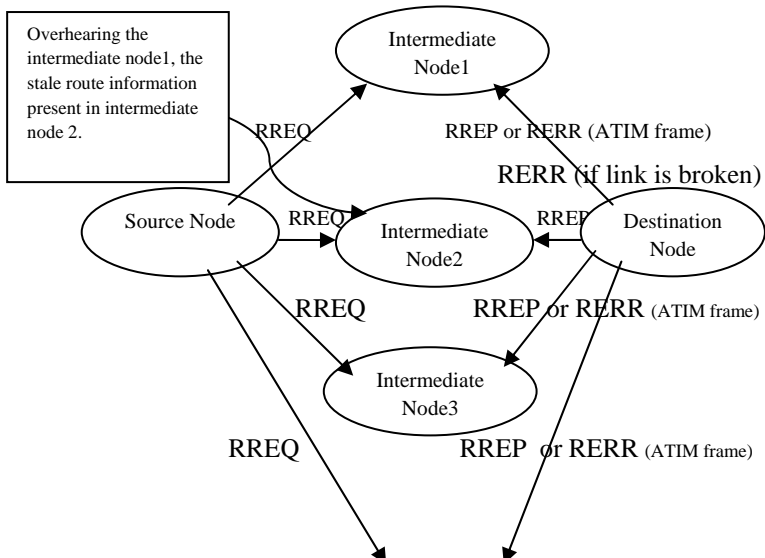 Overhearing the
intermediate node1, the
stale route information
present in intermediate
node 2.
Intermediate
Node1
RREQ
RREP or RERR (ATIM frame)
RERR (if link is broken)
Source Node
RREQ
Intermediate
Node2
RREP
Destination
Node
RREQ
RREP or RERR (ATIM frame)
Intermediate
Node3
RREQ
RREP or RERR (ATIM frame)